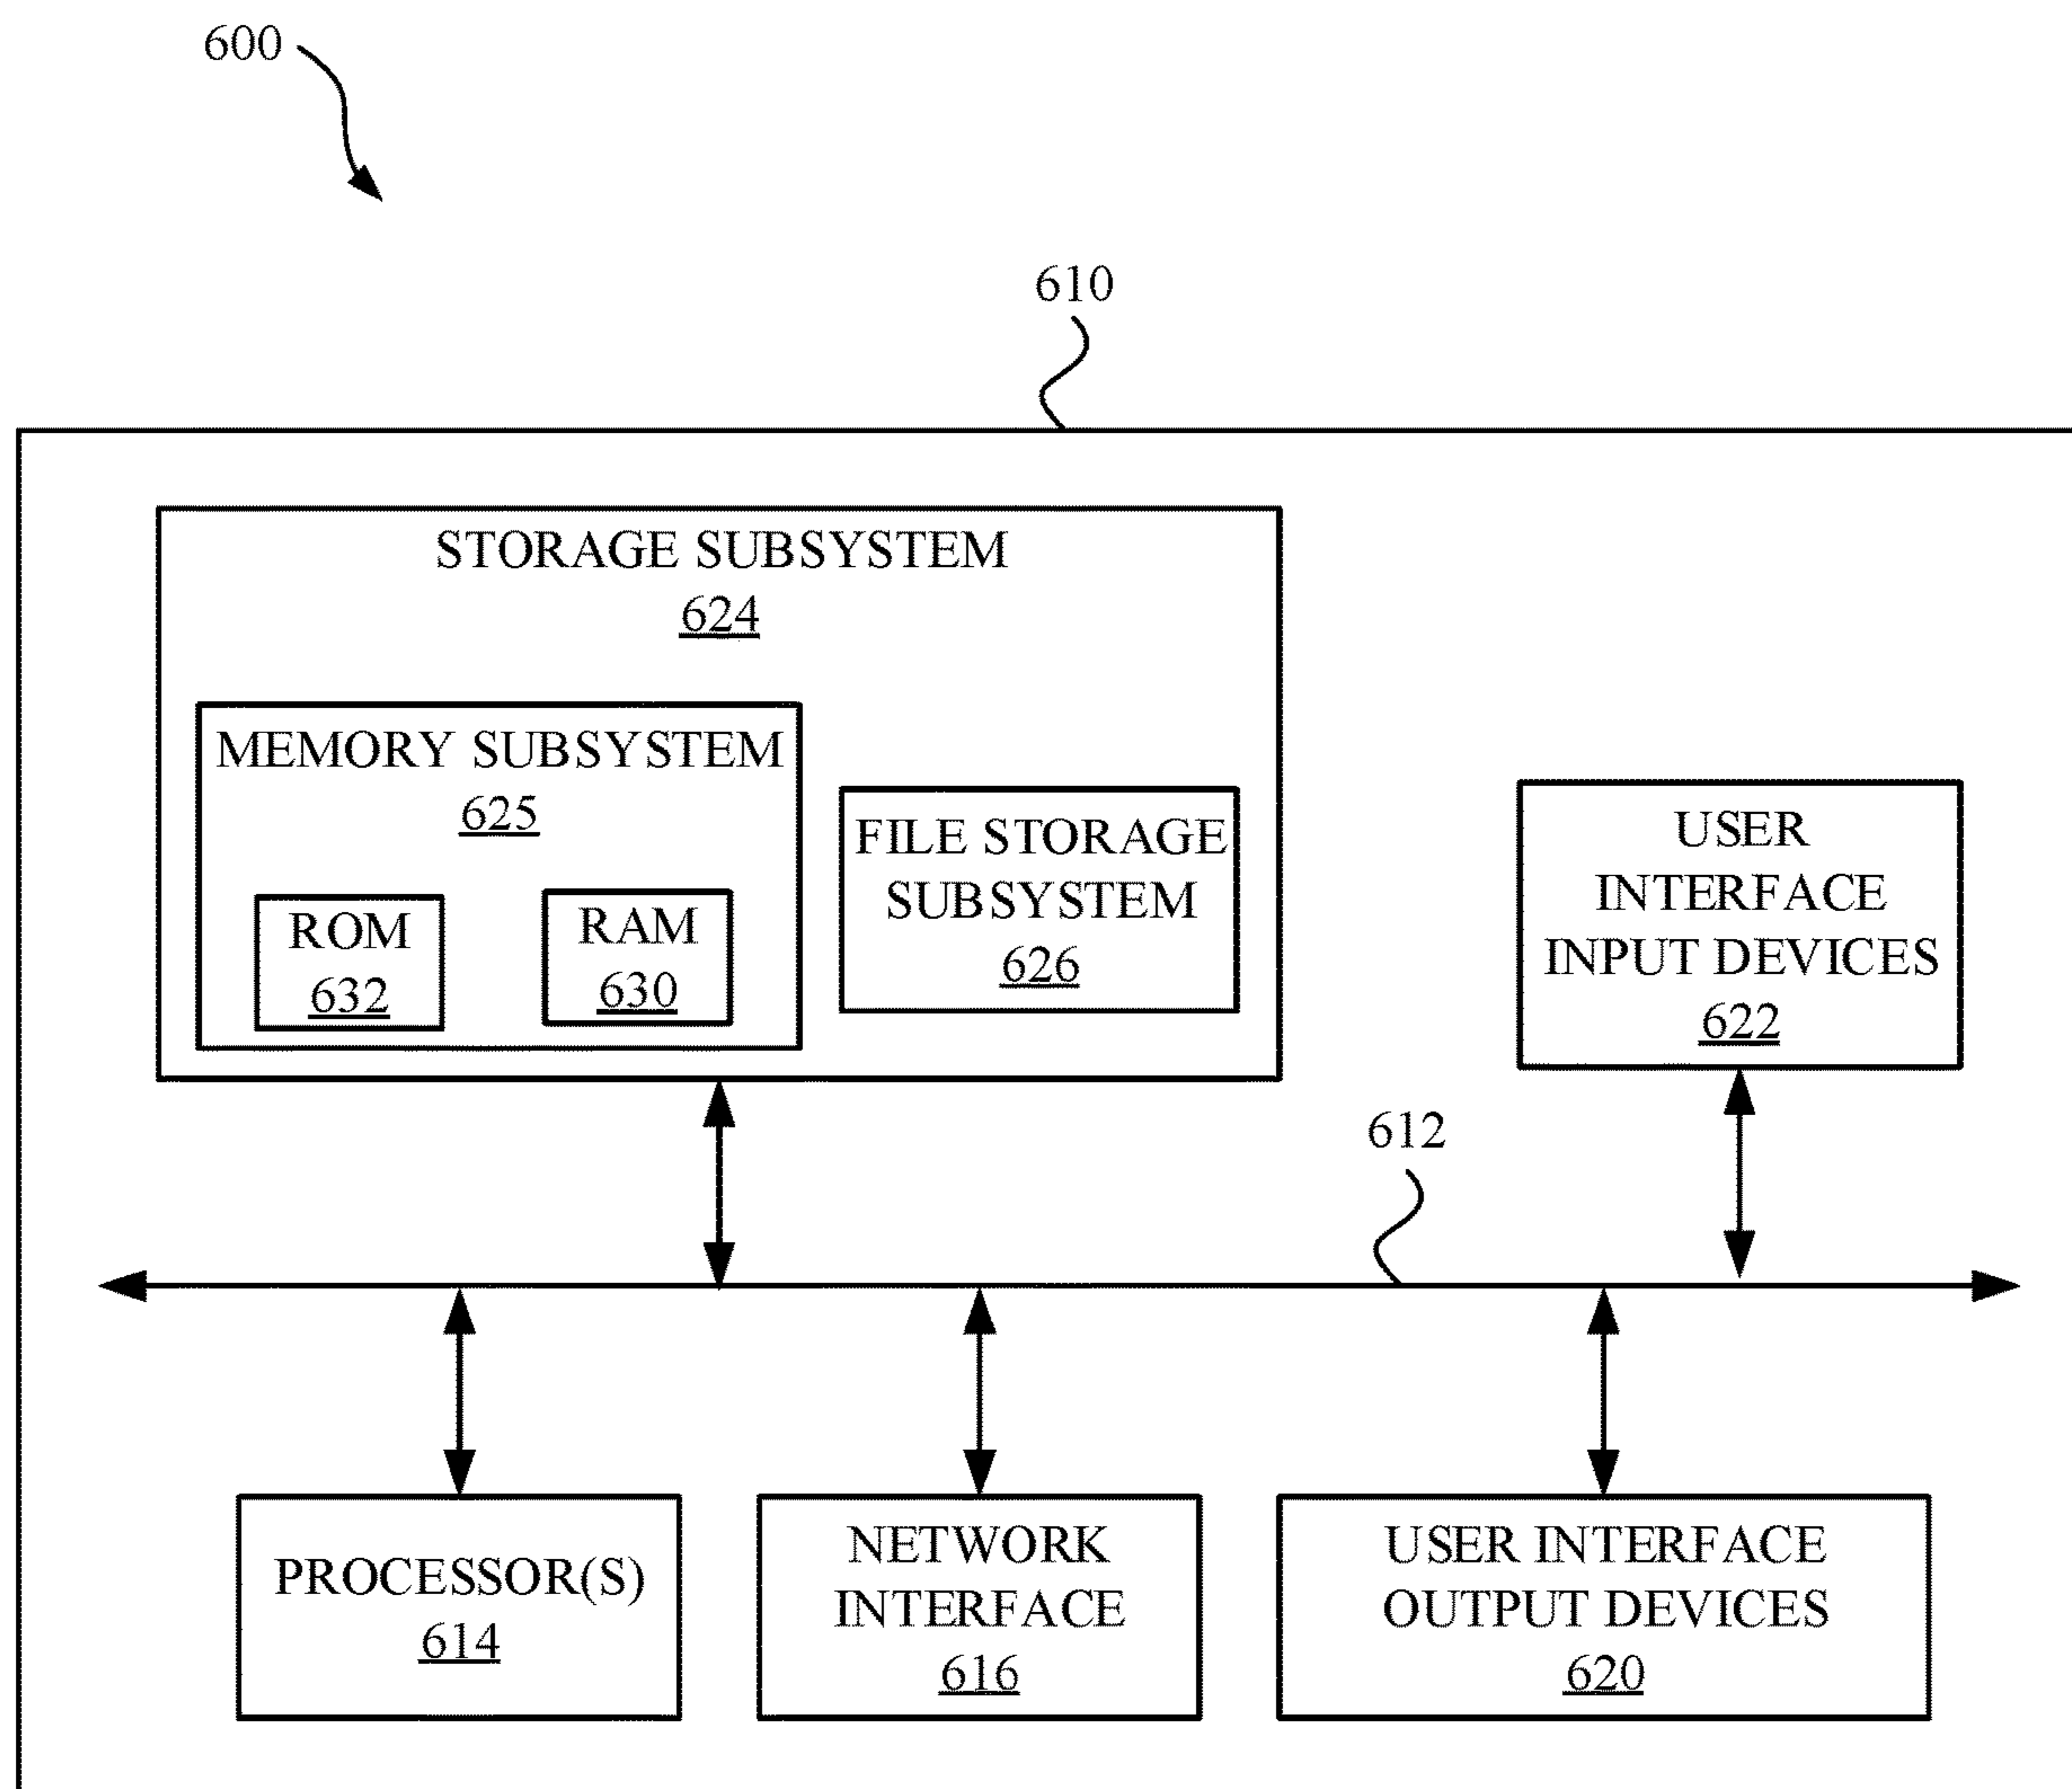 600
610
STORAGE SUBSYSTEM
624
MEMORY SUBSYSTEM
625
ROM
632
RAM
630
FILE STORAGE
SUBSYSTEM
626
USER
INTERFACE
INPUT DEVICES
622
612
PROCESSOR(S)
614
NETWORK
INTERFACE
616
USER INTERFACE
OUTPUT DEVICES
620